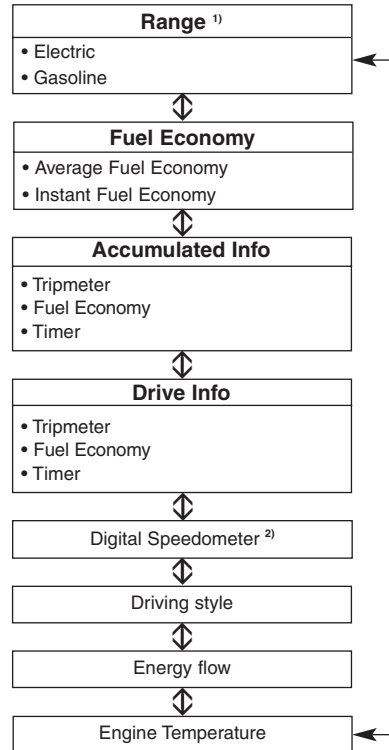 Range 1)
• Electric
• Gasoline
Fuel Economy
• Average Fuel Economy
• Instant Fuel Economy
Accumulated Info
• Tripmeter
• Fuel Economy
• Timer
Drive Info
• Tripmeter
• Fuel Economy
• Timer
Digital Speedometer 2)
Driving style
Energy flow
Engine Temperature